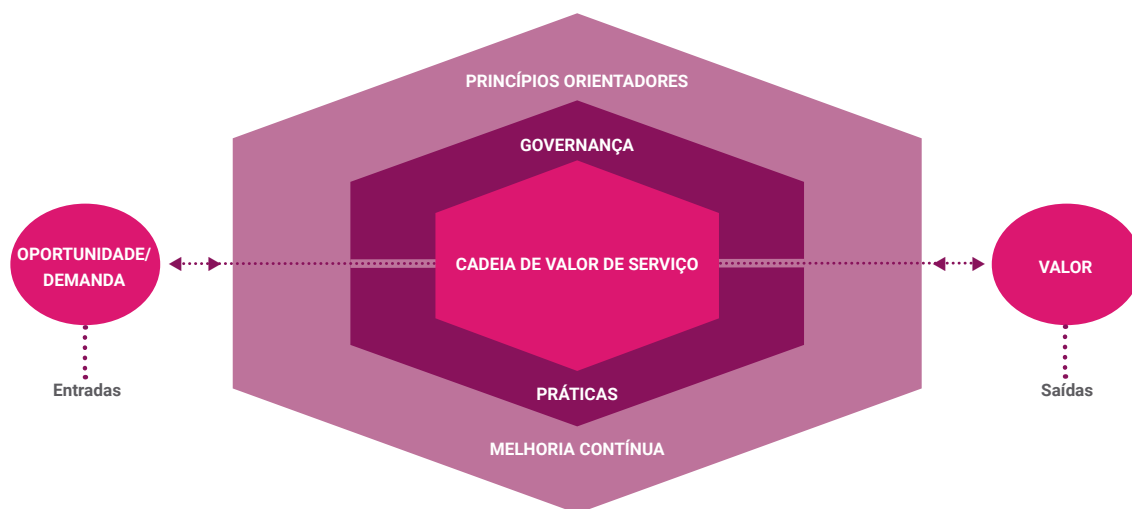 PRINCÍPIOS ORIENTADORES
GOVERNANÇA
OPORTUNIDADE/
DEMANDA
CADEIA DE VALOR DE SERVIÇO
VALOR
Entradas
Saídas
PRÁTICAS
MELHORIA CONTÍNUA